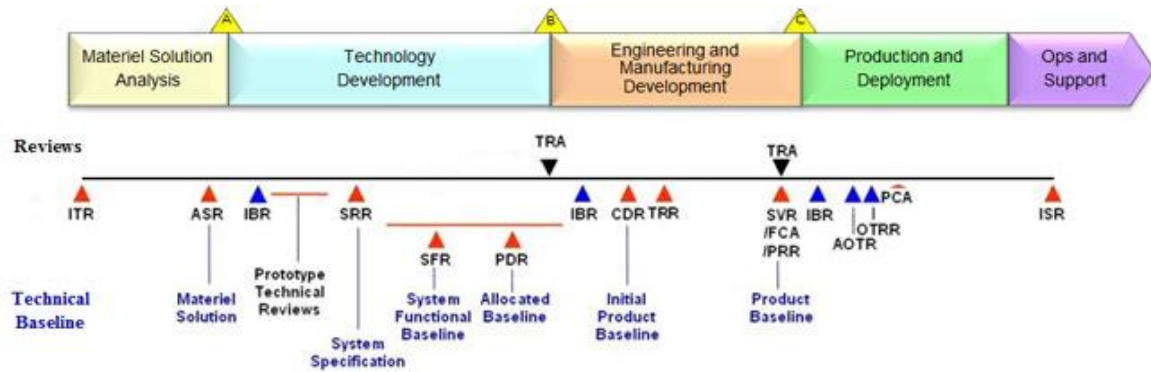 A
B
C
Materiel Solution
Analysis
Technology
Development
Engineering and
Manufacturing
Development
Production and
Deployment
Ops and
Support
Reviews
TRA
TRA
ITR
ASR
IBR
SRR
IBR
CDR
TRR
SVR
/FCA
/PRR
IBR
AOTR
OTRR
PCA
ISR
SFR
PDR
Prototype
Technical
Reviews
Technical
Baseline
Materiel
Solution
System
Specification
System
Functional
Baseline
Allocated
Baseline
Initial
Product
Baseline
Product
Baseline